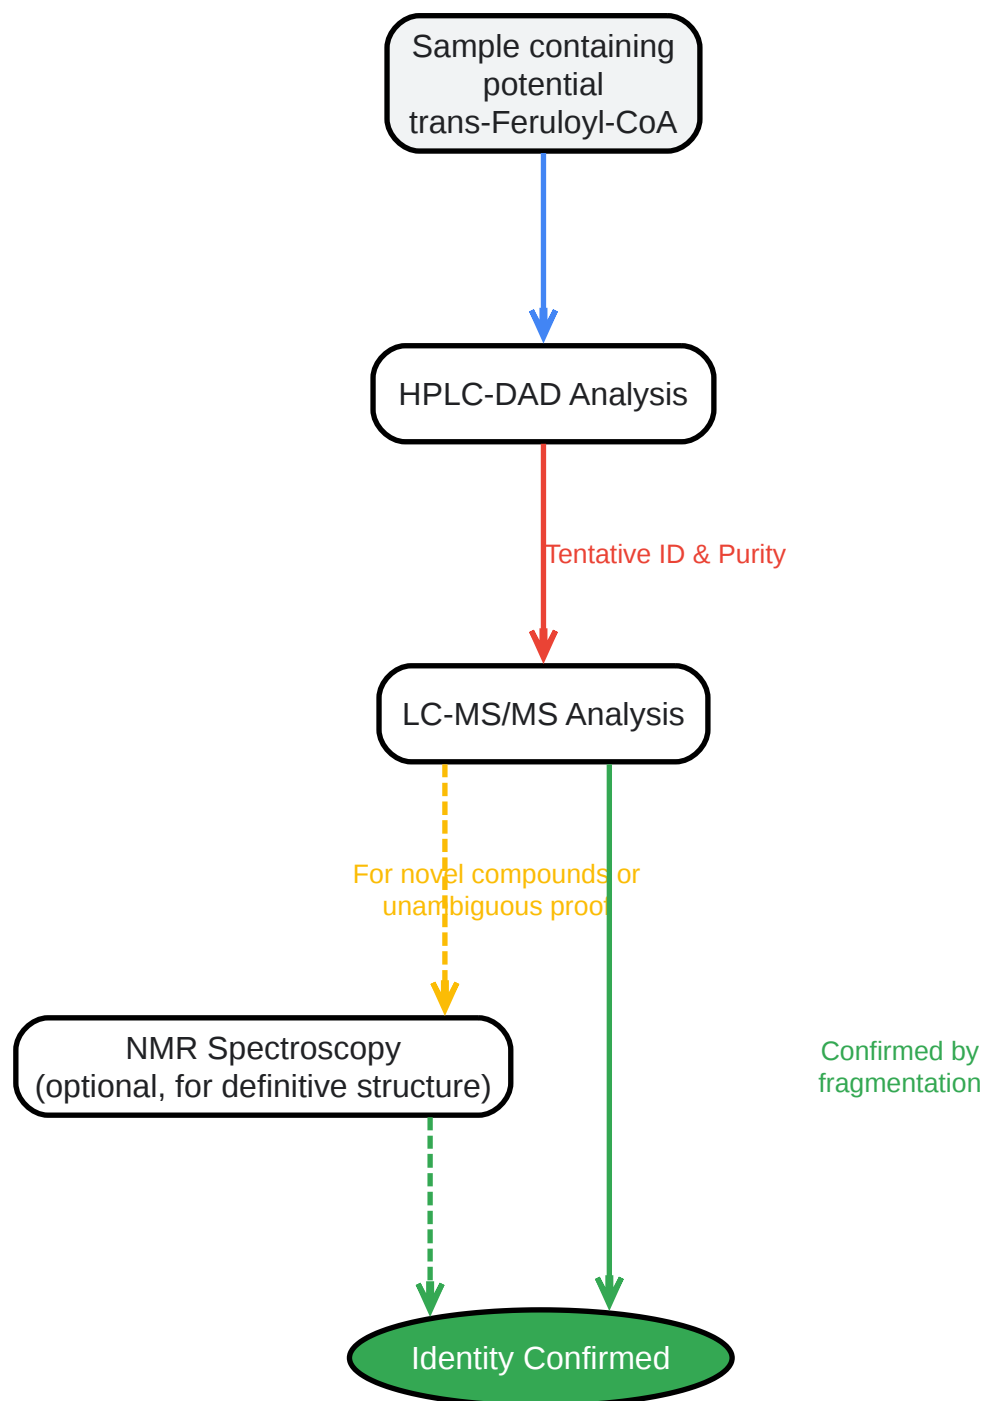 Sample containing
potential
trans-Feruloyl-CoA
HPLC-DAD Analysis
Tentative ID & Purity
LC-MS/MS Analysis
For novel compounds or
unambiguous proof
NMR Spectroscopy
(optional, for definitive structure)
Confirmed by
fragmentation
Identity Confirmed